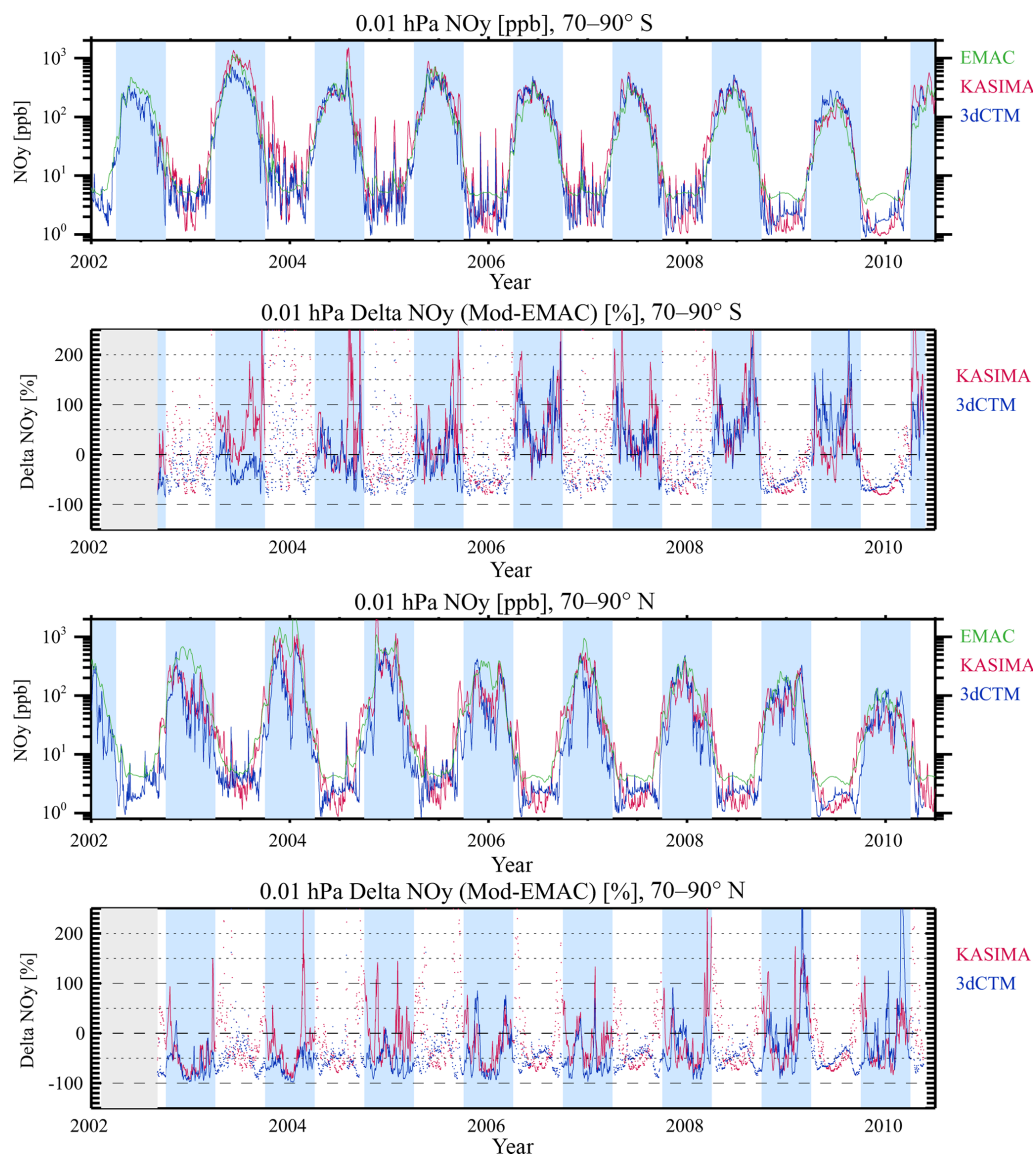 0.01 hPa NOy [ppb], 70–90° S
NOy [ppb]
10³
10²
10¹
10⁰
EMAC
KASIMA
3dCTM
2002 2004 2006 2008 2010
Year
0.01 hPa Delta NOy (Mod-EMAC) [%], 70–90° S
Delta NOy [%]
200
100
0
-100
KASIMA
3dCTM
2002 2004 2006 2008 2010
Year
0.01 hPa NOy [ppb], 70–90° N
NOy [ppb]
10³
10²
10¹
10⁰
EMAC
KASIMA
3dCTM
2002 2004 2006 2008 2010
Year
0.01 hPa Delta NOy (Mod-EMAC) [%], 70–90° N
Delta NOy [%]
200
100
0
-100
KASIMA
3dCTM
2002 2004 2006 2008 2010
Year